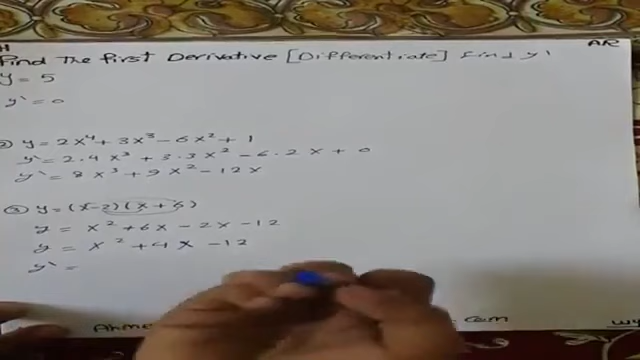 Find The First Derivative [Differentiate] Find y'
y = 5
y' = 0
② y = 2x⁴ + 3x³ - 6x² + 1
y' = 2.4x³ + 3.3x² - 6.2x + 0
y' = 8x³ + 9x² - 12x
③ y = (x-2)(x+6)
y = x² + 6x - 2x - 12
y = x² + 4x - 12
y' =